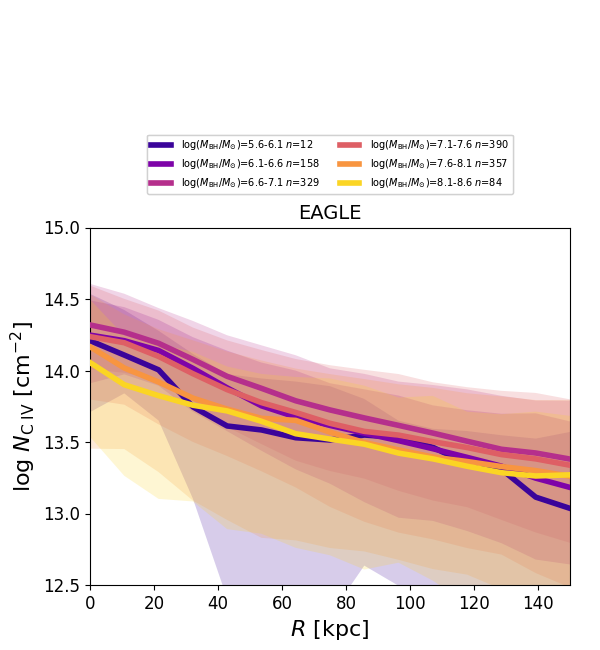 log(M_BH/M_⊙)=5.6-6.1 n=12 log(M_BH/M_⊙)=7.1-7.6 n=390
log(M_BH/M_⊙)=6.1-6.6 n=158 log(M_BH/M_⊙)=7.6-8.1 n=357
log(M_BH/M_⊙)=6.6-7.1 n=329 log(M_BH/M_⊙)=8.1-8.6 n=84
EAGLE
log N_C IV [cm⁻²]
15.0
14.5
14.0
13.5
13.0
12.5
0 20 40 60 80 100 120 140
R [kpc]